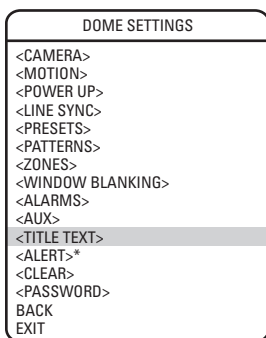 DOME SETTINGS
<CAMERA>
<MOTION>
<POWER UP>
<LINE SYNC>
<PRESETS>
<PATTERNS>
<ZONES>
<WINDOW BLANKING>
<ALARMS>
<AUX>
<TITLE TEXT>
<ALERT>*
<CLEAR>
<PASSWORD>
BACK
EXIT